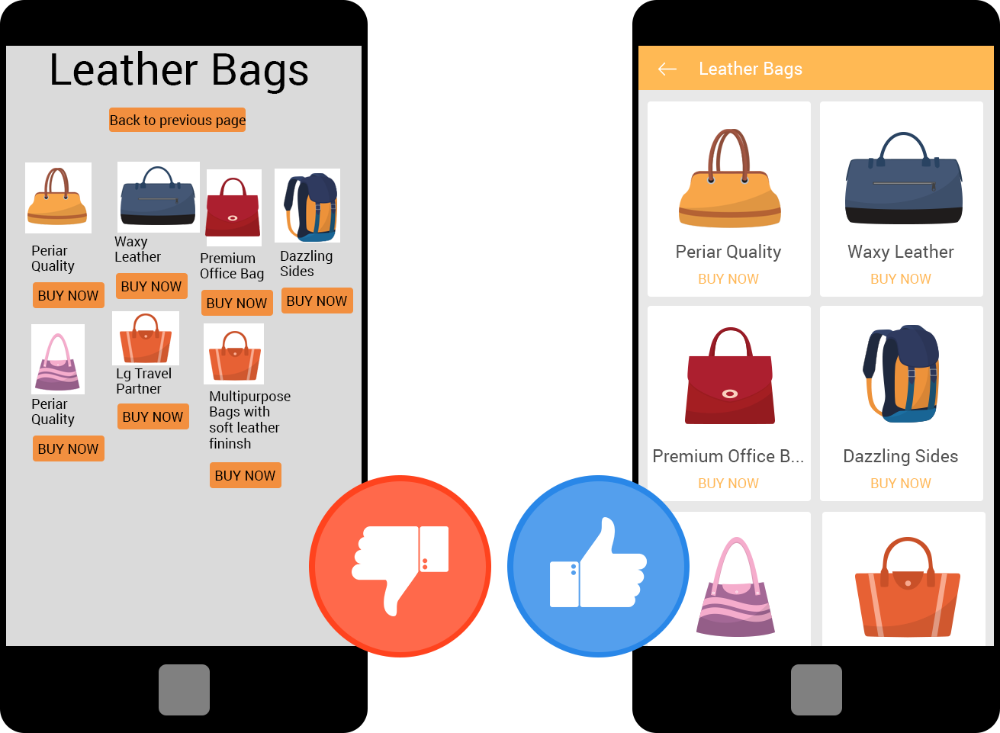 Leather Bags
Back to previous page
Periar
Quality
BUY NOW
Waxy
Leather
BUY NOW
Premium
Office Bag
BUY NOW
Dazzling
Sides
BUY NOW
Periar
Quality
BUY NOW
Lg Travel
Partner
BUY NOW
Multipurpose
Bags with
soft leather
fininsh
BUY NOW
Leather Bags
Periar Quality
BUY NOW
Waxy Leather
BUY NOW
Premium Office B...
BUY NOW
Dazzling Sides
BUY NOW